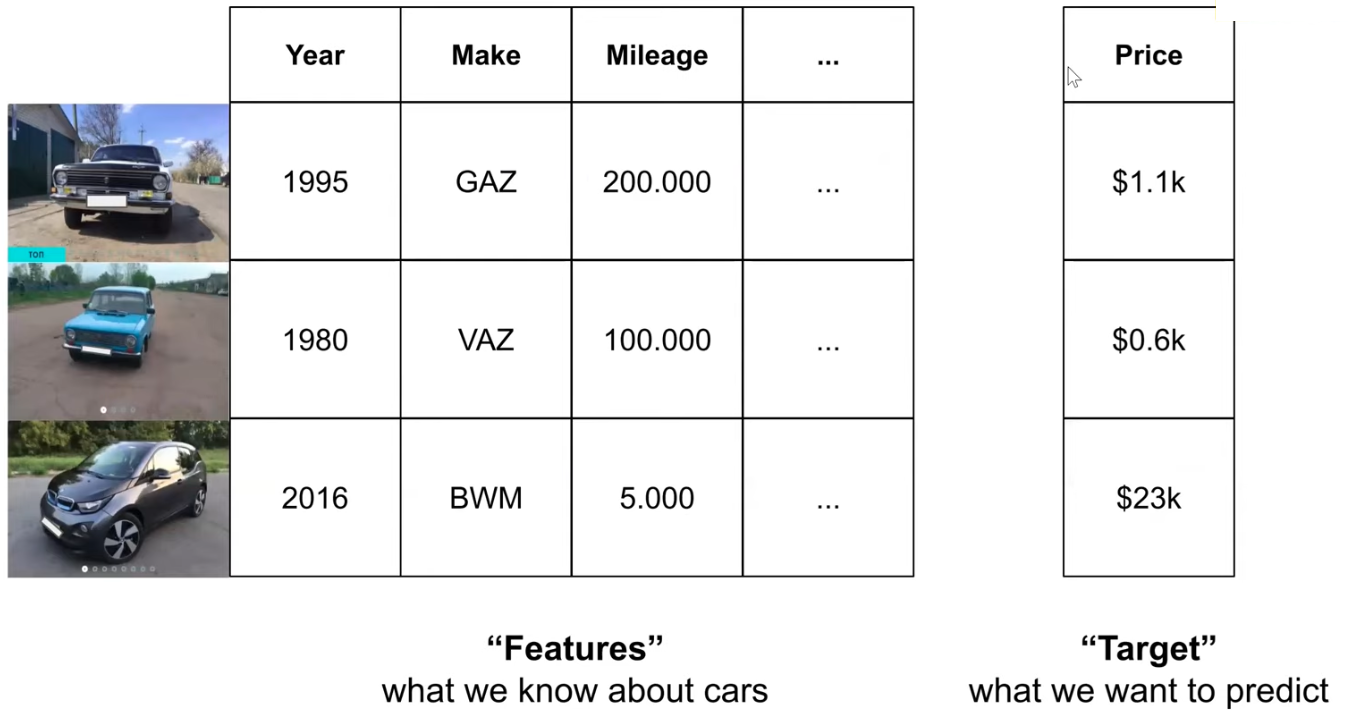 Year Make Mileage ... Price
1995 GAZ 200.000 ... $1.1k
топ
1980 VAZ 100.000 ... $0.6k
2016 BWM 5.000 ... $23k
“Features” “Target”
what we know about cars what we want to predict